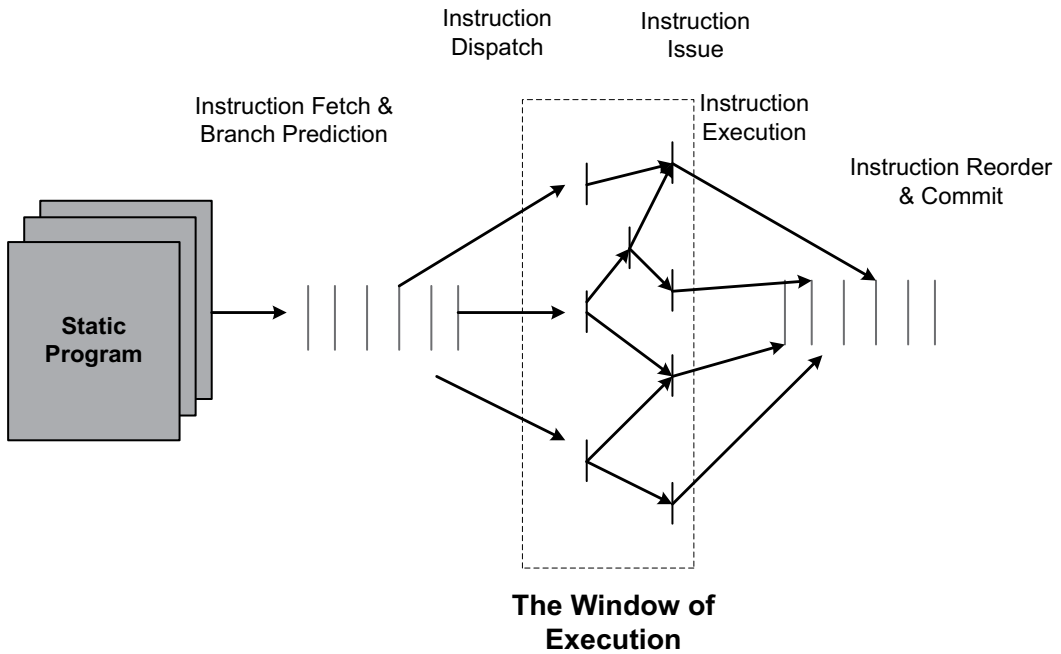 Instruction
Dispatch
Instruction
Issue
Instruction Fetch &
Branch Prediction
Instruction
Execution
Instruction Reorder
& Commit
Static
Program
The Window of
Execution